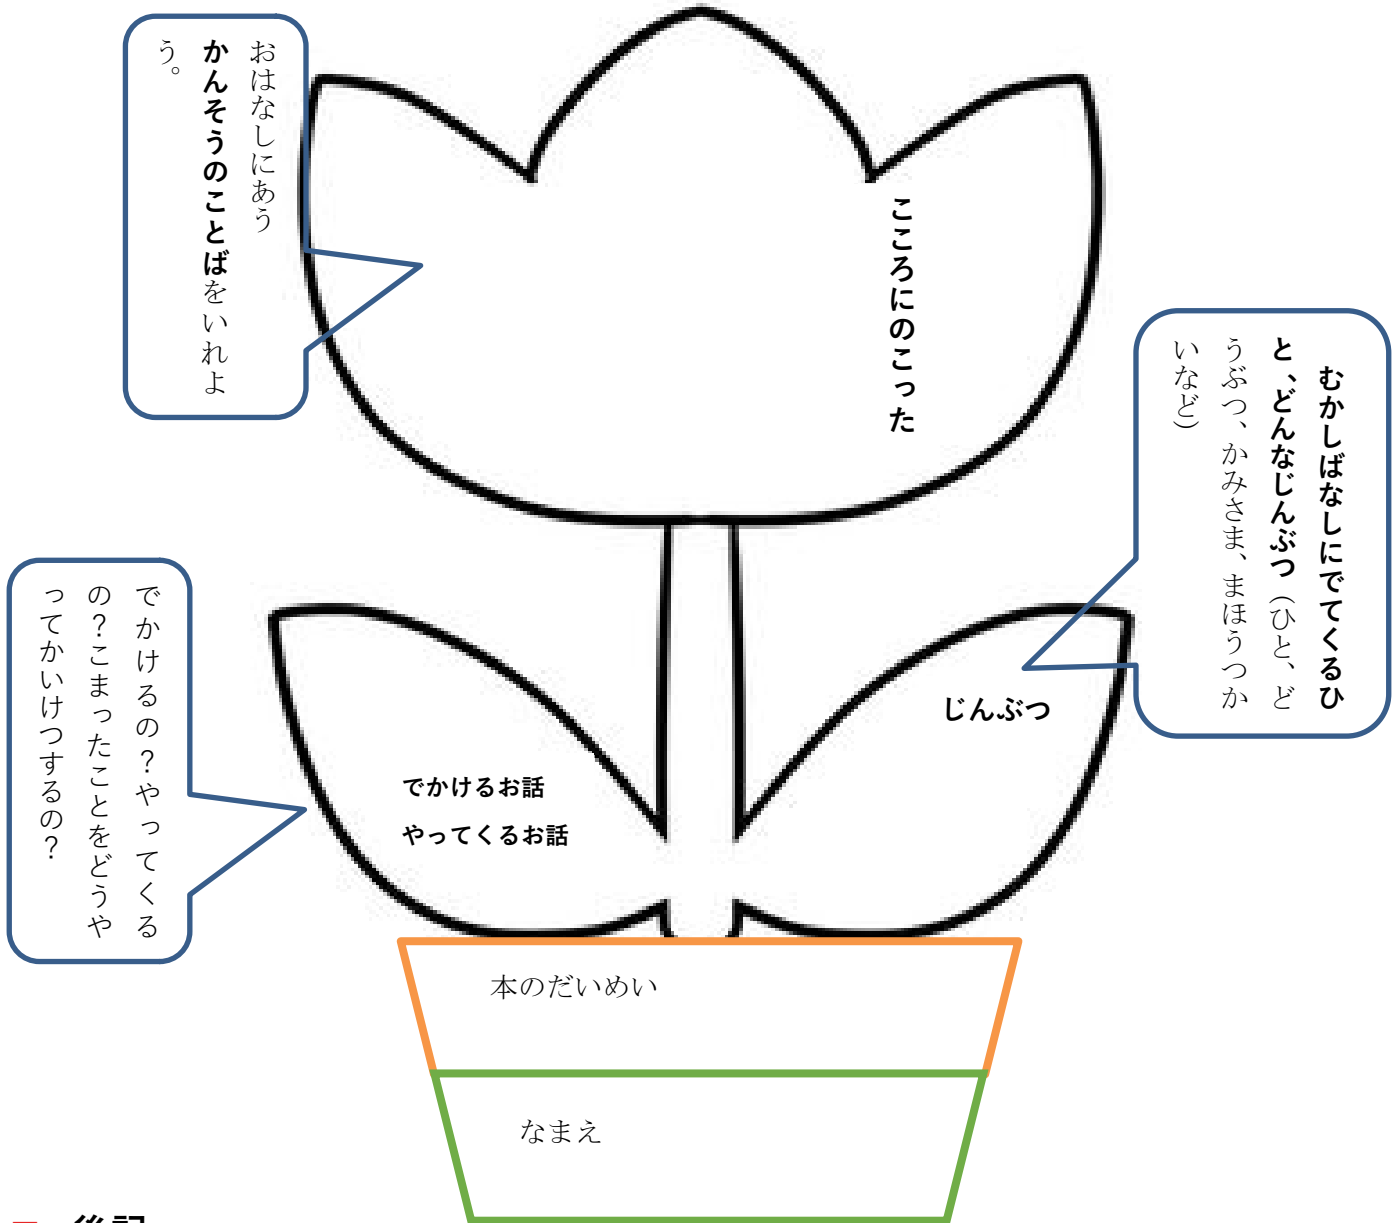 おはなしにあう
かんそうのことばをいれよ
う。
こころにのこった
むかしばなしにでてくるひ
と、どんなじんぶつ（ひと、ど
うぶつ、かみさま、まほうつか
いなど）
でかけるの？やってくる
の？こまったことをどうや
ってかいけつするの？
でかけるお話
やってくるお話
じんぶつ
本のだいめい
なまえ
後記